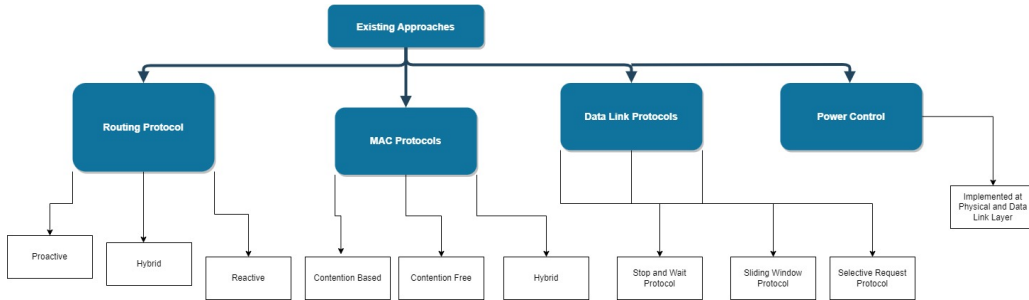 Existing Approaches
Routing Protocol
MAC Protocols
Data Link Protocols
Power Control
Proactive
Hybrid
Reactive
Contention Based
Contention Free
Hybrid
Stop and Wait
Protocol
Sliding Window
Protocol
Selective Request
Protocol
Implemented at
Physical and Data
Link Layer